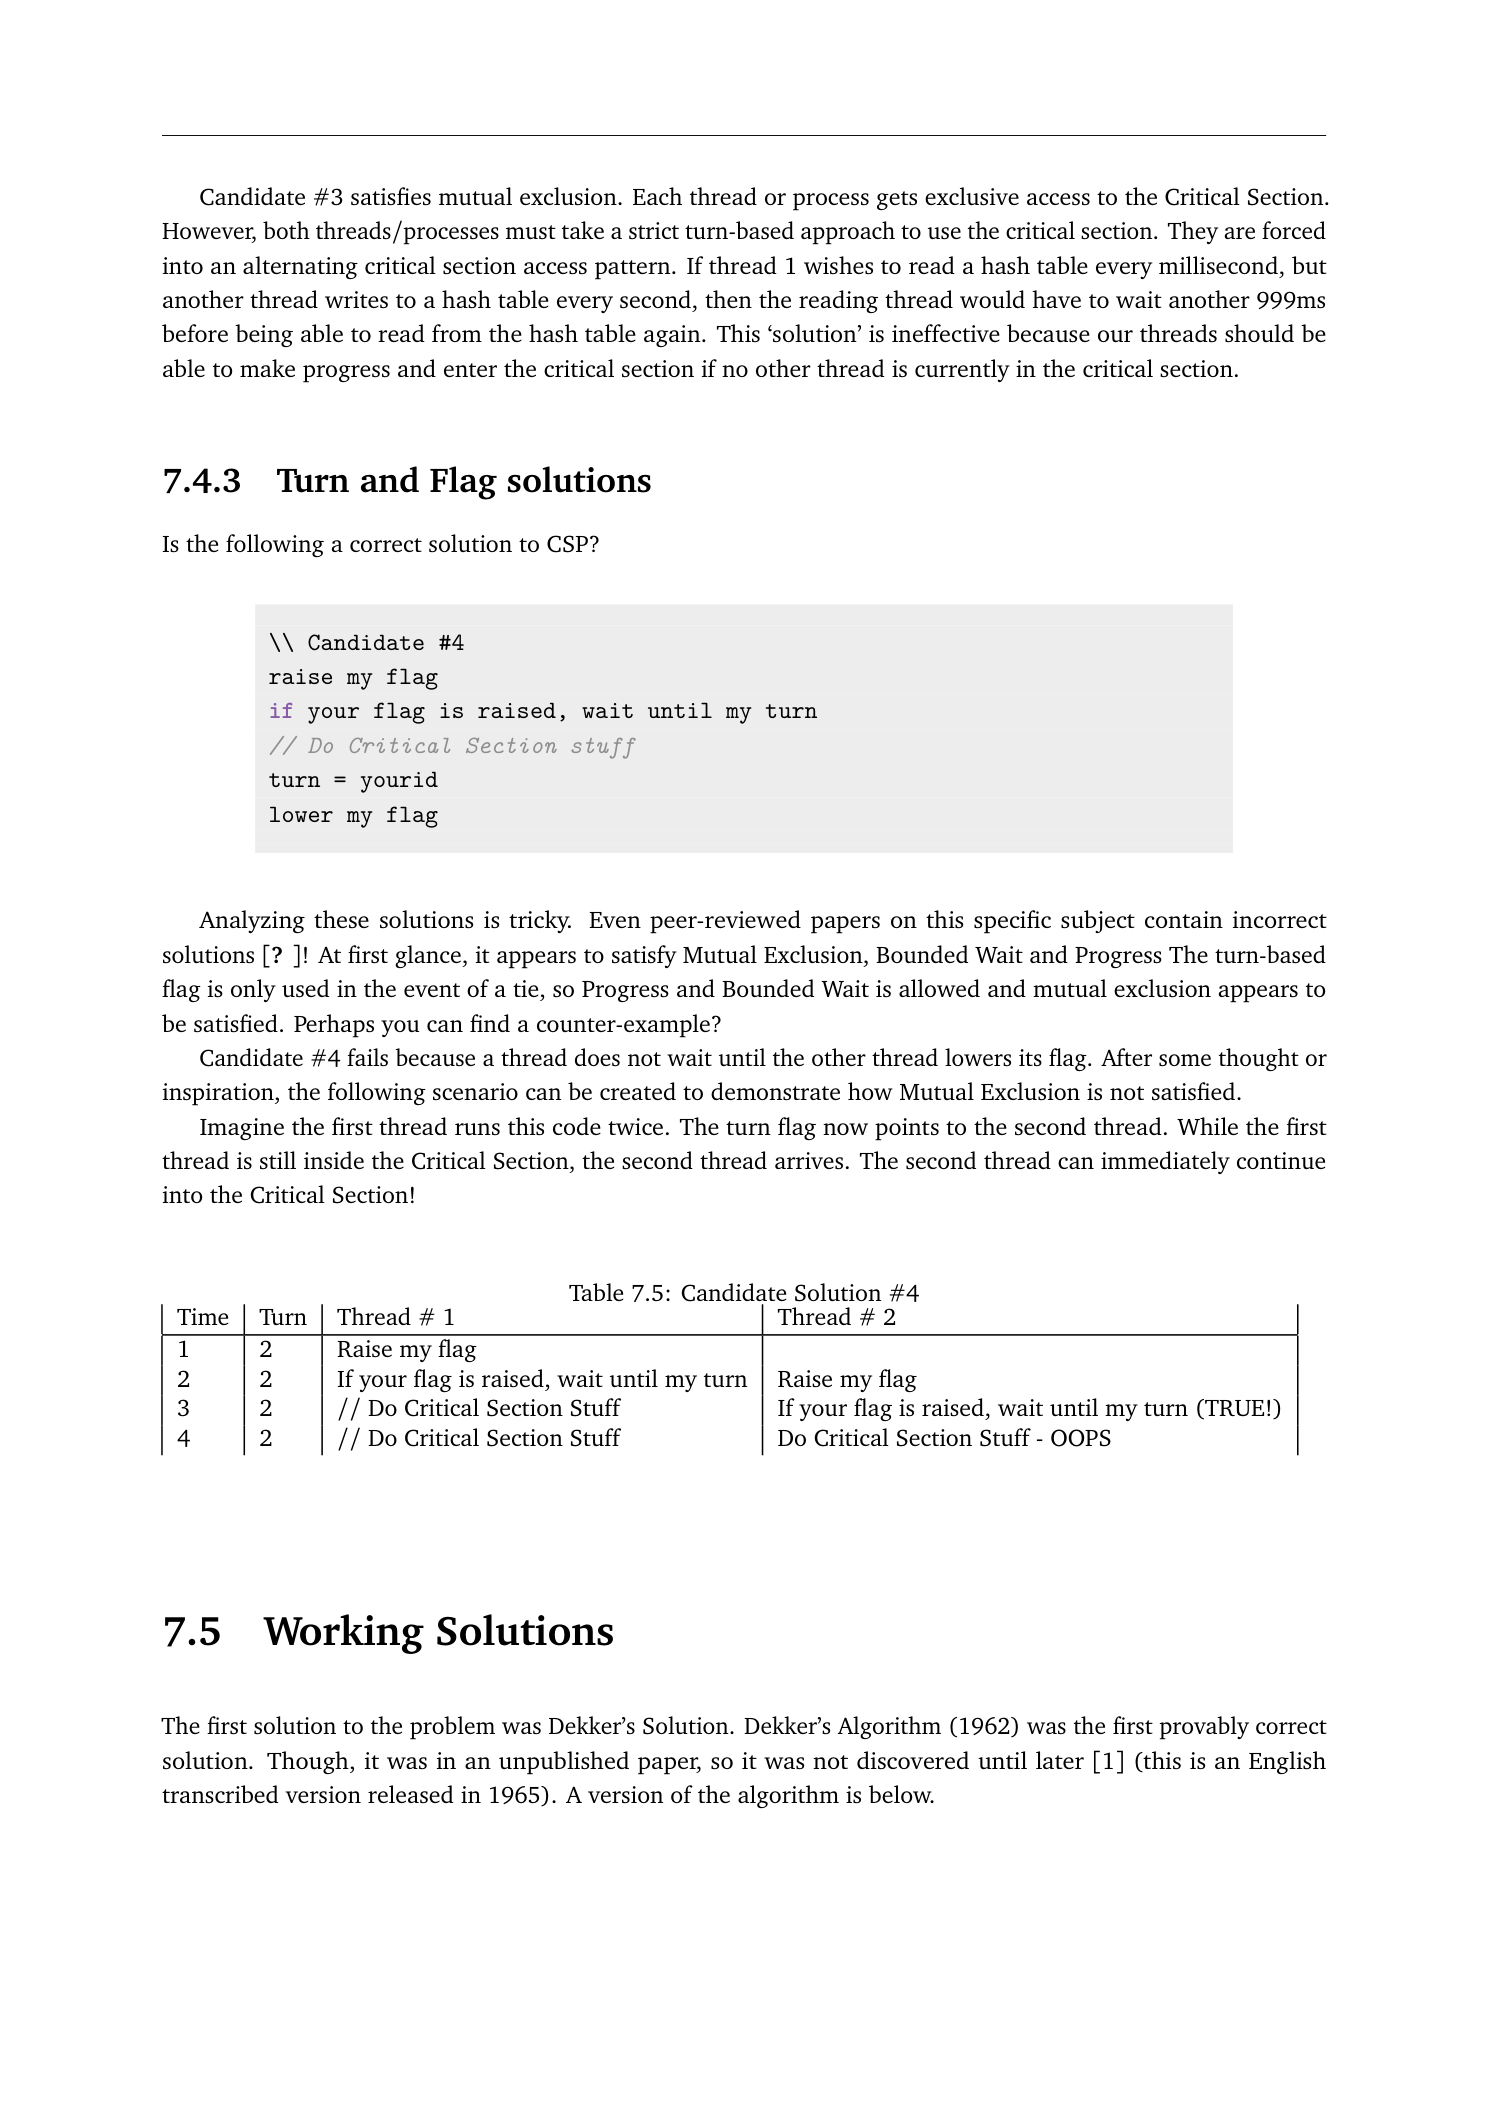 Candidate #3 satisfies mutual exclusion. Each thread or process gets exclusive access to the Critical Section.
However, both threads/processes must take a strict turn-based approach to use the critical section. They are forced
into an alternating critical section access pattern. If thread 1 wishes to read a hash table every millisecond, but
another thread writes to a hash table every second, then the reading thread would have to wait another 999ms
before being able to read from the hash table again. This ‘solution’ is ineffective because our threads should be
able to make progress and enter the critical section if no other thread is currently in the critical section.
7.4.3 Turn and Flag solutions
Is the following a correct solution to CSP?
\\ Candidate #4
raise my flag
if your flag is raised, wait until my turn
// Do Critical Section stuff
turn = yourid
lower my flag
Analyzing these solutions is tricky. Even peer-reviewed papers on this specific subject contain incorrect
solutions [? ]! At first glance, it appears to satisfy Mutual Exclusion, Bounded Wait and Progress The turn-based
flag is only used in the event of a tie, so Progress and Bounded Wait is allowed and mutual exclusion appears to
be satisfied. Perhaps you can find a counter-example?
Candidate #4 fails because a thread does not wait until the other thread lowers its flag. After some thought or
inspiration, the following scenario can be created to demonstrate how Mutual Exclusion is not satisfied.
Imagine the first thread runs this code twice. The turn flag now points to the second thread. While the first
thread is still inside the Critical Section, the second thread arrives. The second thread can immediately continue
into the Critical Section!
Table 7.5: Candidate Solution #4
Time Turn Thread # 1 Thread # 2
1 2 Raise my flag
2 2 If your flag is raised, wait until my turn Raise my flag
3 2 // Do Critical Section Stuff If your flag is raised, wait until my turn (TRUE!)
4 2 // Do Critical Section Stuff Do Critical Section Stuff - OOPS
7.5 Working Solutions
The first solution to the problem was Dekker’s Solution. Dekker’s Algorithm (1962) was the first provably correct
solution. Though, it was in an unpublished paper, so it was not discovered until later [1] (this is an English
transcribed version released in 1965). A version of the algorithm is below.